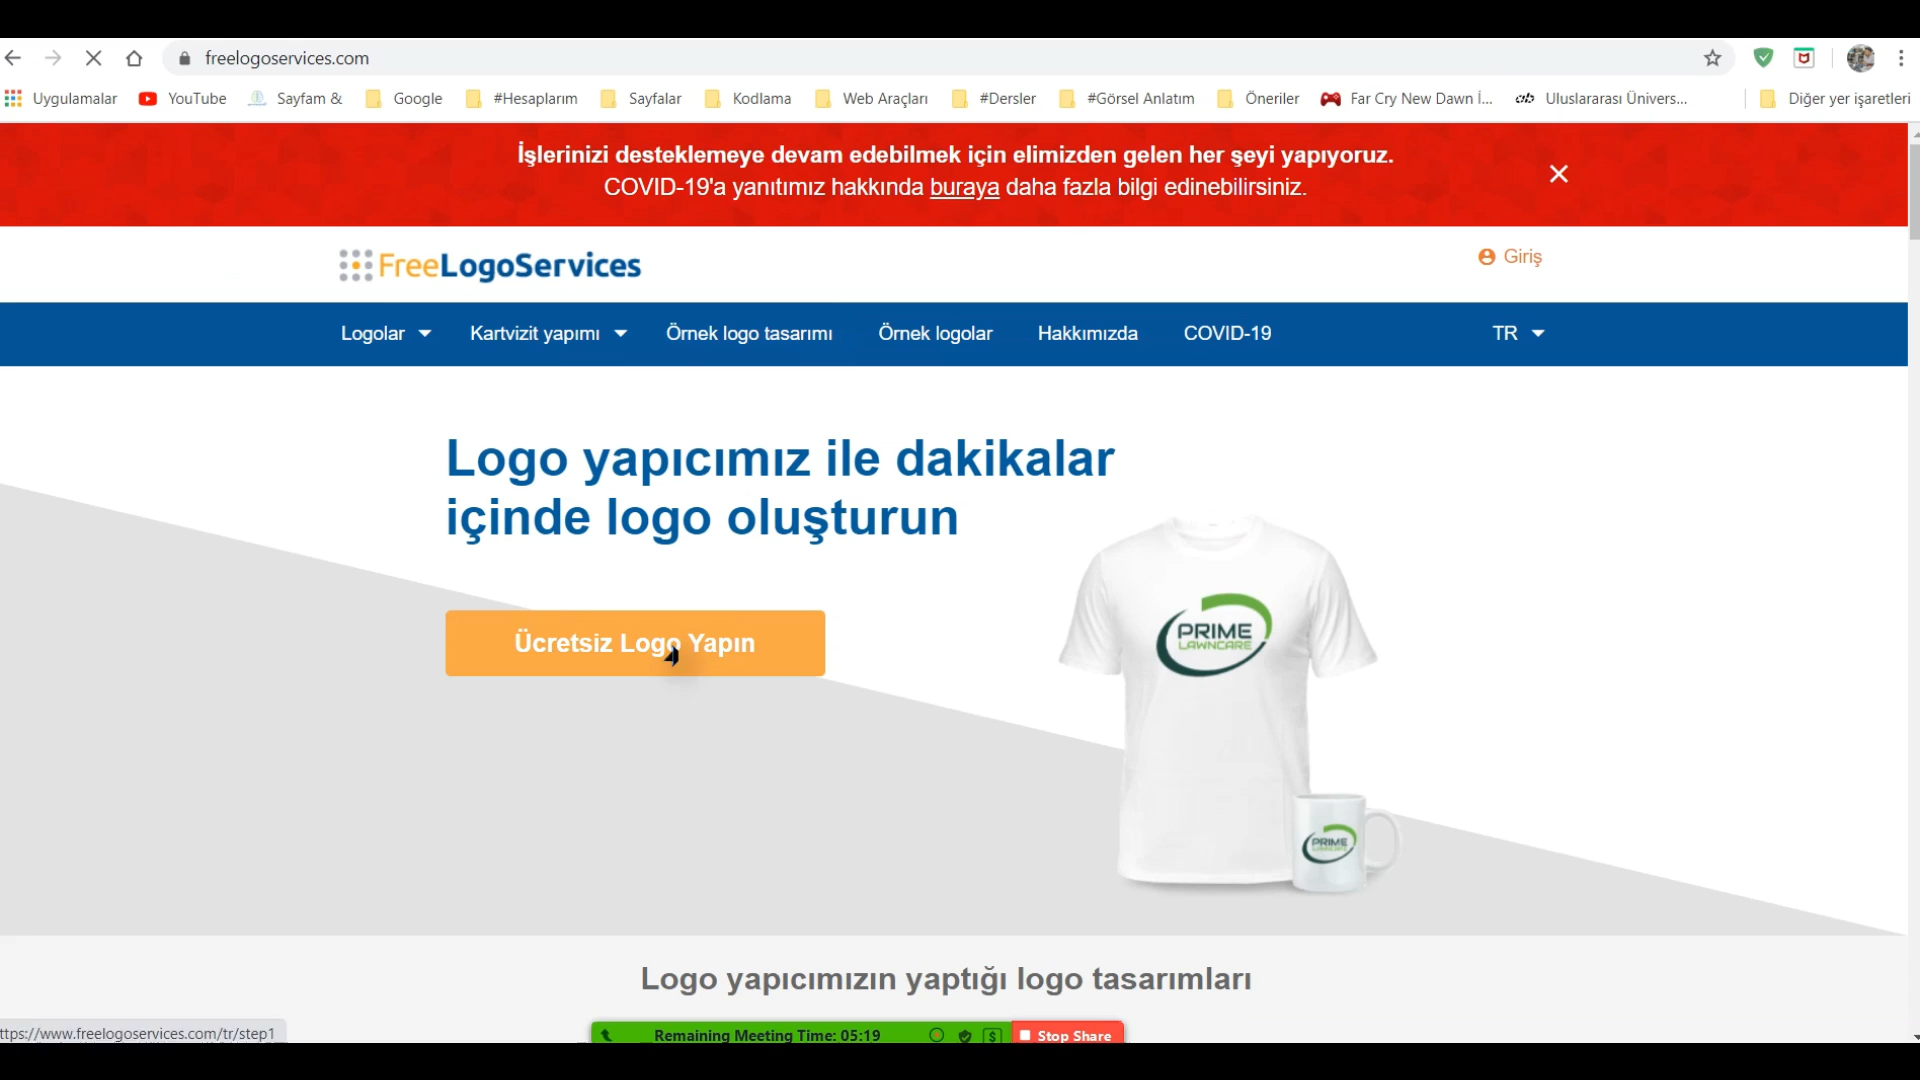 freelogoservices.com
Uygulamalar YouTube Sayfam & Google #Hesaplarım Sayfalar Kodlama Web Araçları #Dersler #Görsel Anlatım Öneriler Far Cry New Dawn İ... Uluslararası Ünivers... Diğer yer işaretleri
İşlerinizi desteklemeye devam edebilmek için elimizden gelen her şeyi yapıyoruz.
COVID-19'a yanıtımız hakkında buraya daha fazla bilgi edinebilirsiniz.
FreeLogoServices
Giriş
Logolar Kartvizit yapımı Örnek logo tasarımı Örnek logolar Hakkımızda COVID-19 TR
Logo yapıcımız ile dakikalar
içinde logo oluşturun
Ücretsiz Logo Yapın
PRIME
LAWNCARE
PRIME
Logo yapıcımızın yaptığı logo tasarımları
ttps://www.freelogoservices.com/tr/step1
Remaining Meeting Time: 05:19 Stop Share